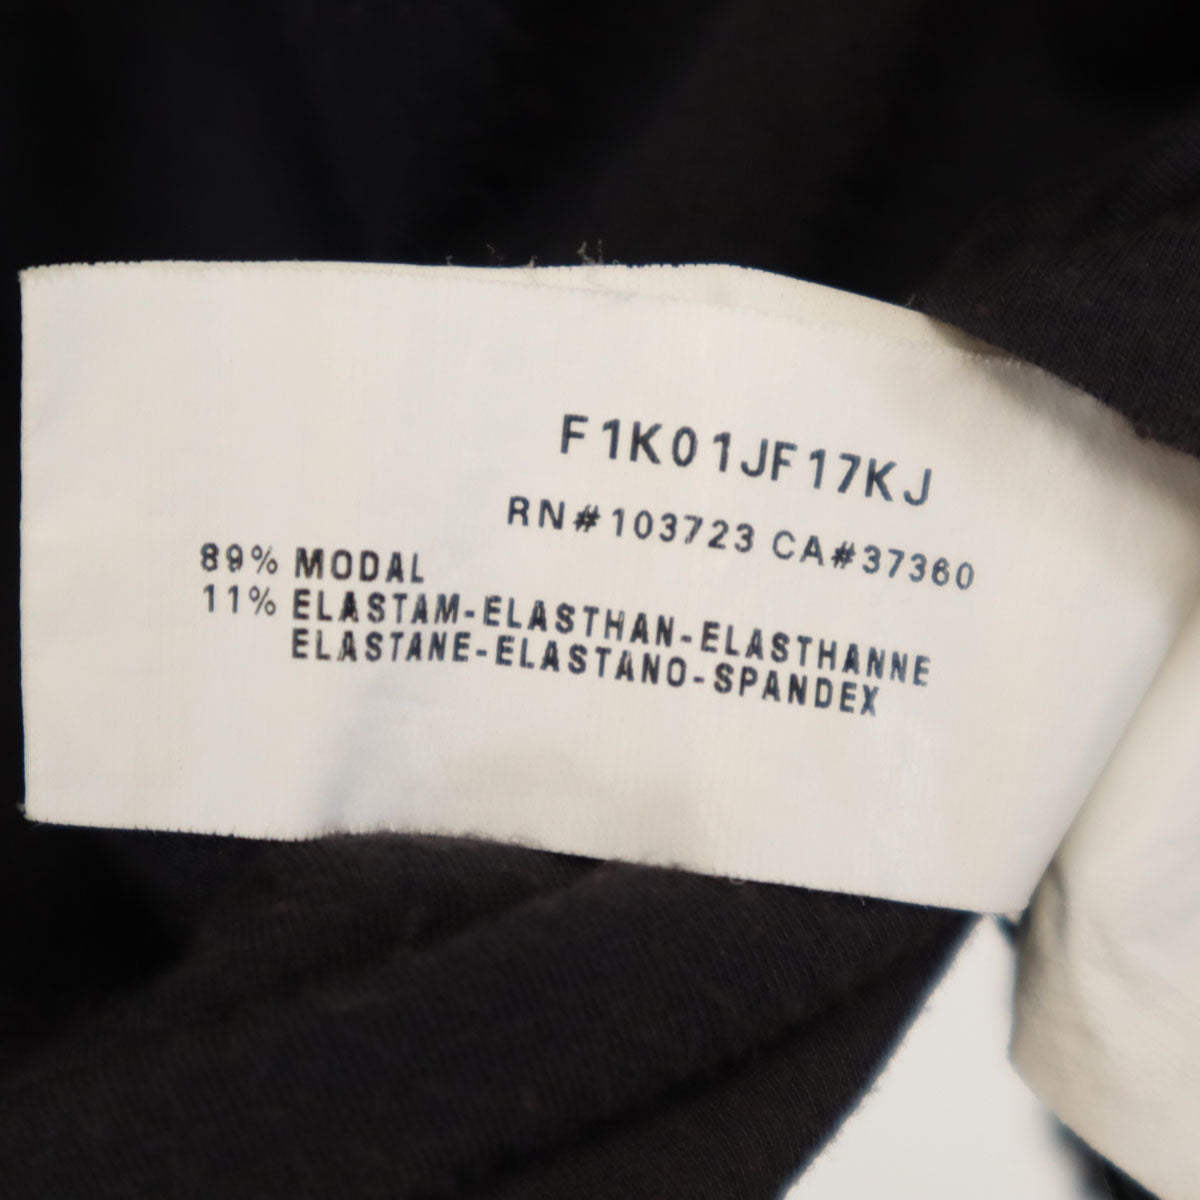 F1K01JF17KJ
RN#103723 CA#37360
89% MODAL
11% ELASTAM-ELASTHAN-ELASTHANNE
ELASTANE-ELASTANO-SPANDEX